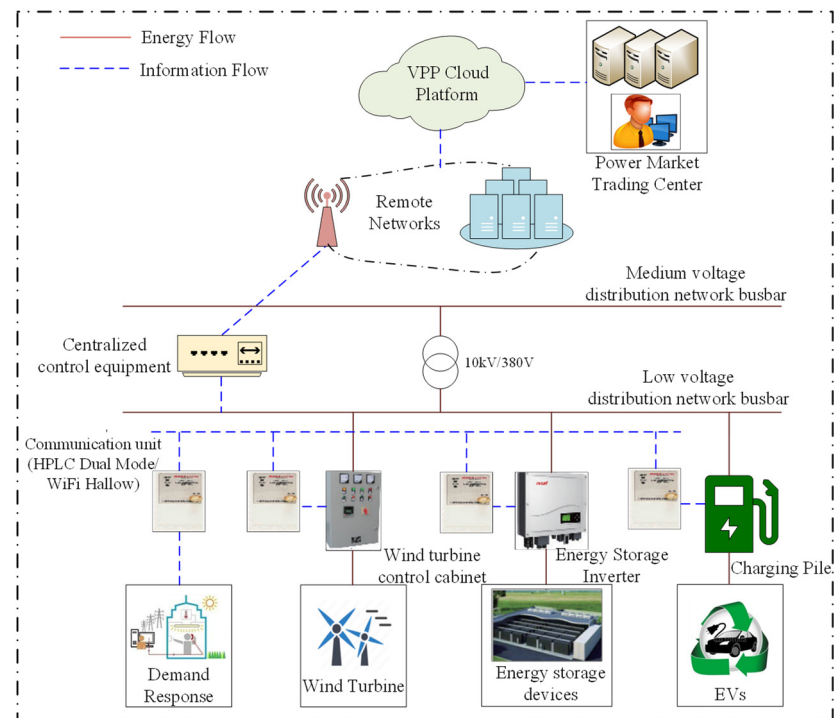 Energy Flow
Information Flow
VPP Cloud
Platform
Power Market
Trading Center
Remote
Networks
Medium voltage
distribution network busbar
Centralized
control equipment
10kV/380V
Low voltage
distribution network busbar
Communication unit
(HPLC Dual Mode/
WiFi Hallow)
Wind turbine
control cabinet
Energy Storage
Inverter
Charging Pile
Demand
Response
Wind Turbine
Energy storage
devices
EVs